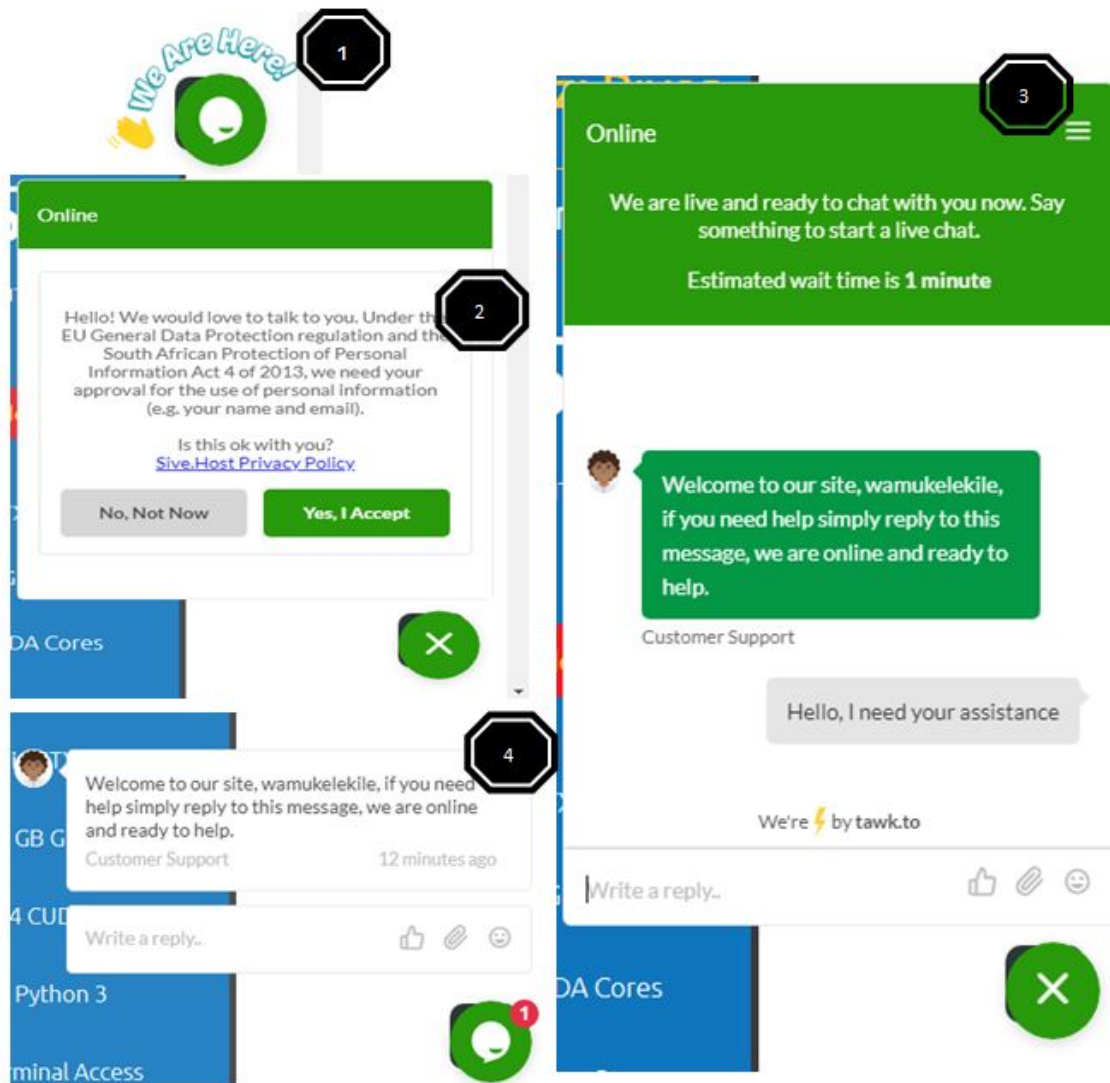 We Are Here!
1
Online
2
Hello! We would love to talk to you. Under the
EU General Data Protection regulation and the
South African Protection of Personal
Information Act 4 of 2013, we need your
approval for the use of personal information
(e.g. your name and email).
Is this ok with you?
Sive.Host Privacy Policy
No, Not Now
Yes, I Accept
DA Cores
4
Welcome to our site, wamukelekile, if you need
help simply reply to this message, we are online
and ready to help.
Customer Support
12 minutes ago
GB G
Write a reply..
4 CUD
1
Python 3
rminal Access
3
Online
We are live and ready to chat with you now. Say
something to start a live chat.
Estimated wait time is 1 minute
Welcome to our site, wamukelekile,
if you need help simply reply to this
message, we are online and ready to
help.
Customer Support
Hello, I need your assistance
We're by tawk.to
Write a reply..
DA Cores